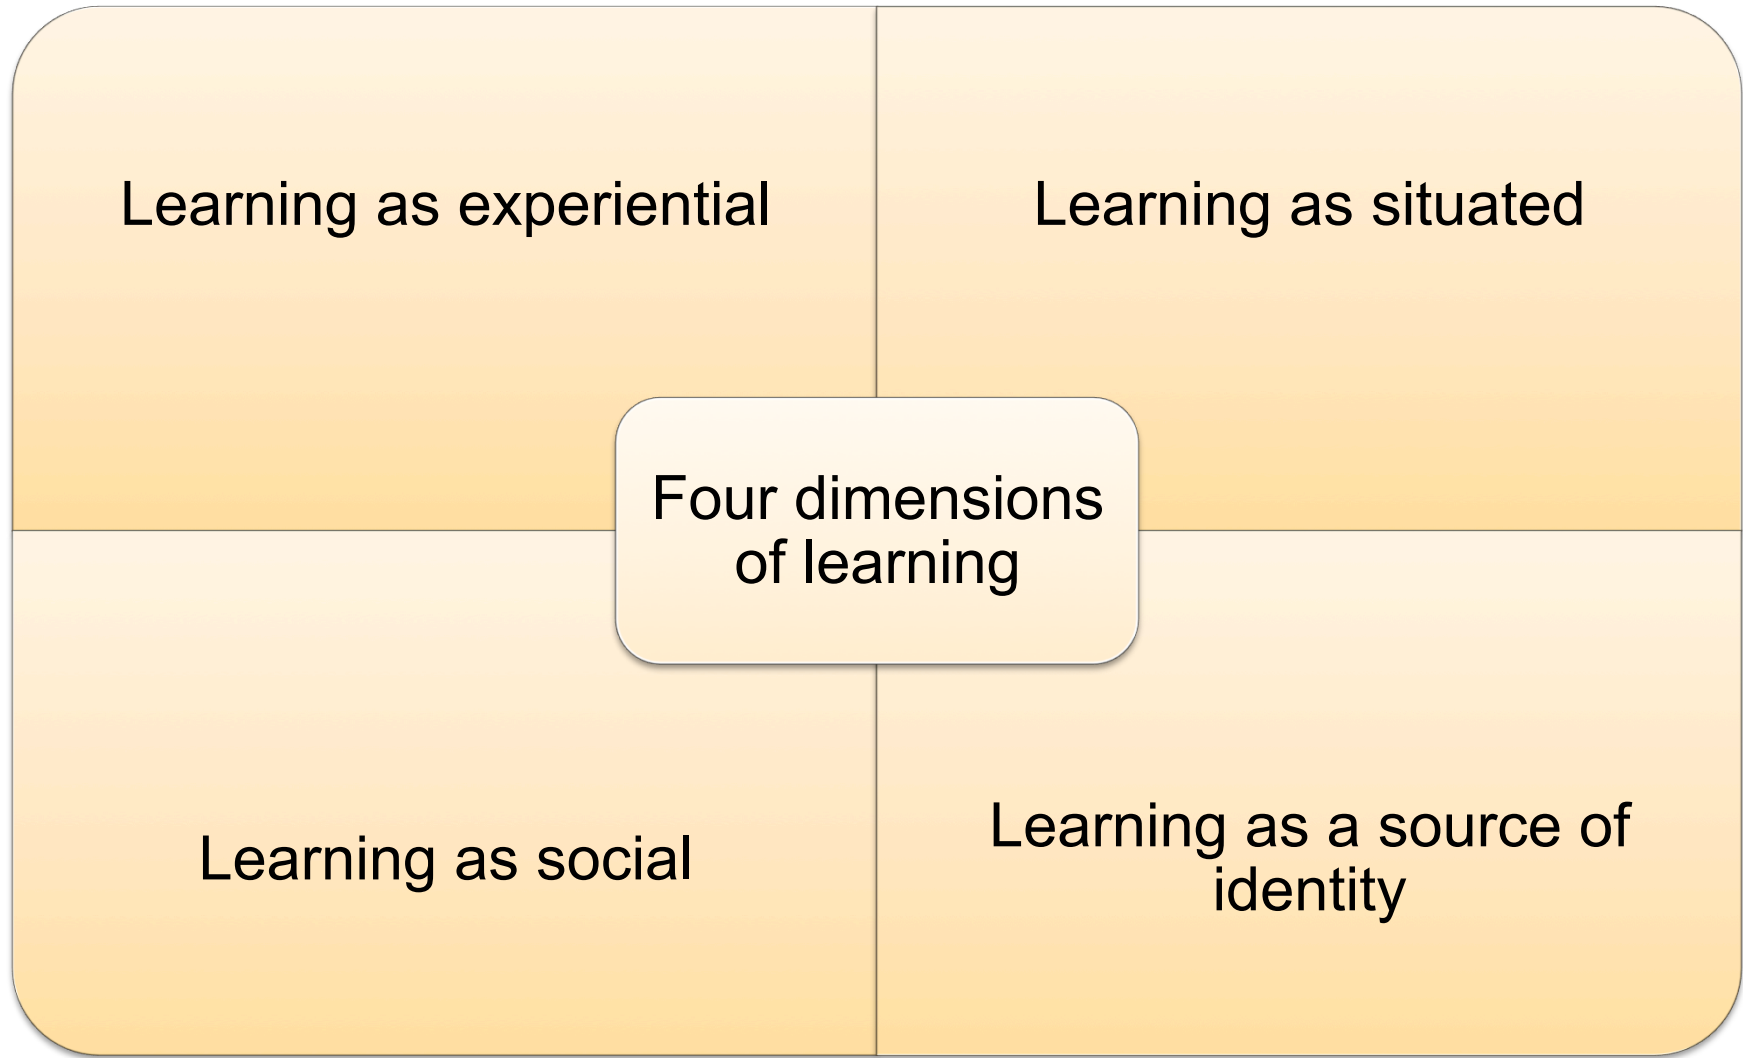 Learning as experiential
Learning as situated
Four dimensions
of learning
Learning as social
Learning as a source of
identity